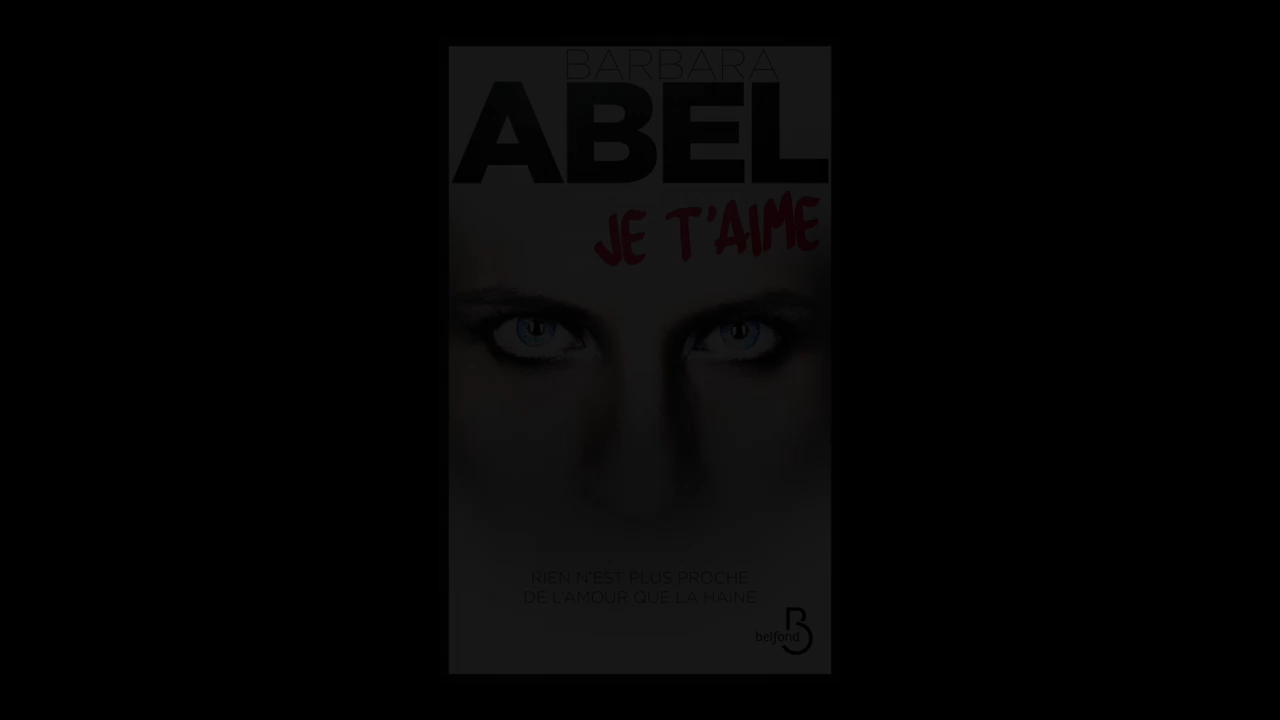 BARBARA
ABEL
JE T'AIME
RIEN N'EST PLUS PROCHE
DE L'AMOUR QUE LA HAINE
belfond